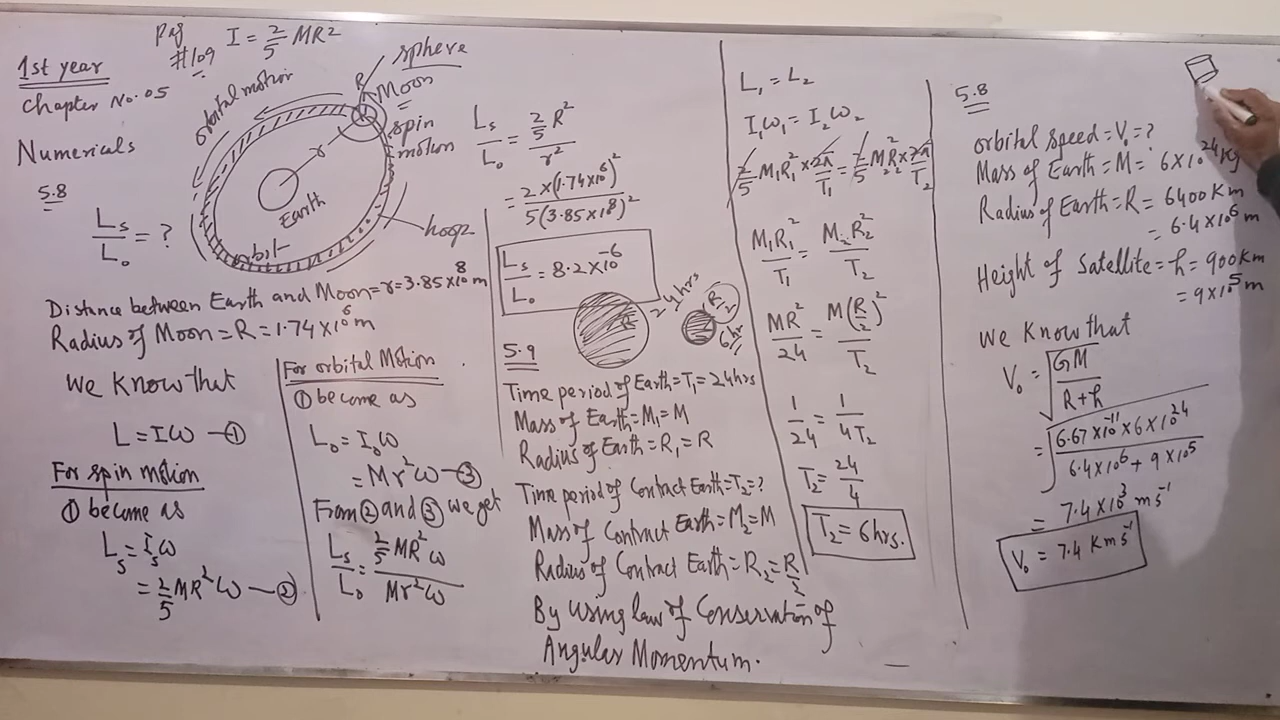 1st year
Chapter No. 05
Numericals
5.8
Ls/Lo = ?
Pag #109
I = 2/5 MR²
orbital motion
R
sphere
Moon
spin motion
r
Earth
orbit
hoop
Distance between Earth and Moon = r = 3.85×10⁸ m
Radius of Moon = R = 1.74×10⁶ m
We Know that
L = Iω —①
For spin motion
① become as
Ls = Isω
= 2/5 MR²ω —②
For orbital Motion
① become as
Lo = Ioω
= Mr²ω —③
From ② and ③ we get
Ls/Lo = 2/5 MR²ω / Mr²ω
Ls/Lo = 2/5 R² / r²
= 2×(1.74×10⁶)² / 5(3.85×10⁸)²
Ls/Lo = 8.2×10⁻⁶
R
24hrs
R/2
6hr
5.9
Time period of Earth = T₁ = 24hrs
Mass of Earth = M₁ = M
Radius of Earth = R₁ = R
Time period of Contract Earth = T₂ = ?
Mass of Contract Earth = M₂ = M
Radius of Contract Earth = R₂ = R/2
By Using law of Conservation of
Angular Momentum.
L₁ = L₂
I₁ω₁ = I₂ω₂
2/5 M₁R₁² × 2π/T₁ = 2/5 M₂R₂² × 2π/T₂
M₁R₁²/T₁ = M₂R₂²/T₂
MR²/24 = M(R/2)²/T₂
1/24 = 1/4T₂
T₂ = 24/4
T₂ = 6hrs.
5.8
orbital speed = Vo = ?
Mass of Earth = M = 6×10²⁴ Kg
Radius of Earth = R = 6400 Km
= 6.4×10⁶ m
Height of Satellite = h = 900 Km
= 9×10⁵ m
We Know that
Vo = √GM/R+h
= √6.67×10⁻¹¹×6×10²⁴ / 6.4×10⁶ + 9×10⁵
= 7.4×10³ ms⁻¹
Vo = 7.4 Kms⁻¹